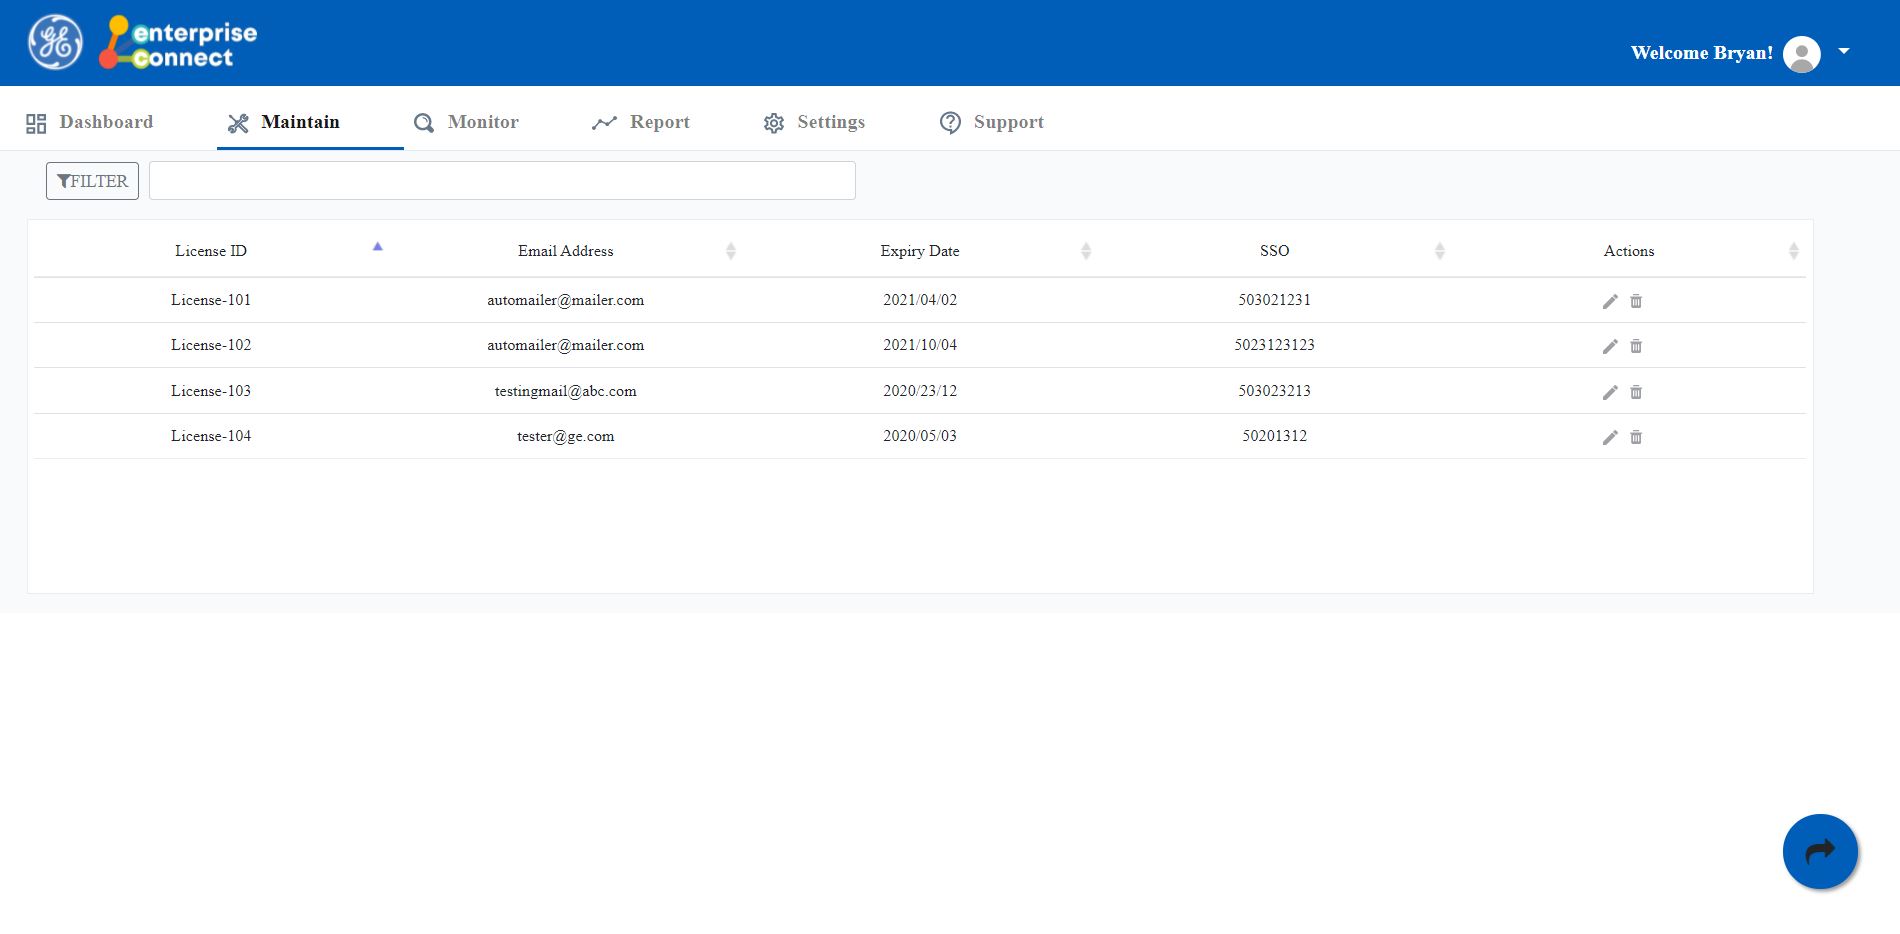 GE
enterprise
connect
Welcome Bryan!
Dashboard Maintain Monitor Report Settings Support
FILTER
License ID Email Address Expiry Date SSO Actions
License-101 automailer@mailer.com 2021/04/02 503021231
License-102 automailer@mailer.com 2021/10/04 5023123123
License-103 testingmail@abc.com 2020/23/12 503023213
License-104 tester@ge.com 2020/05/03 50201312